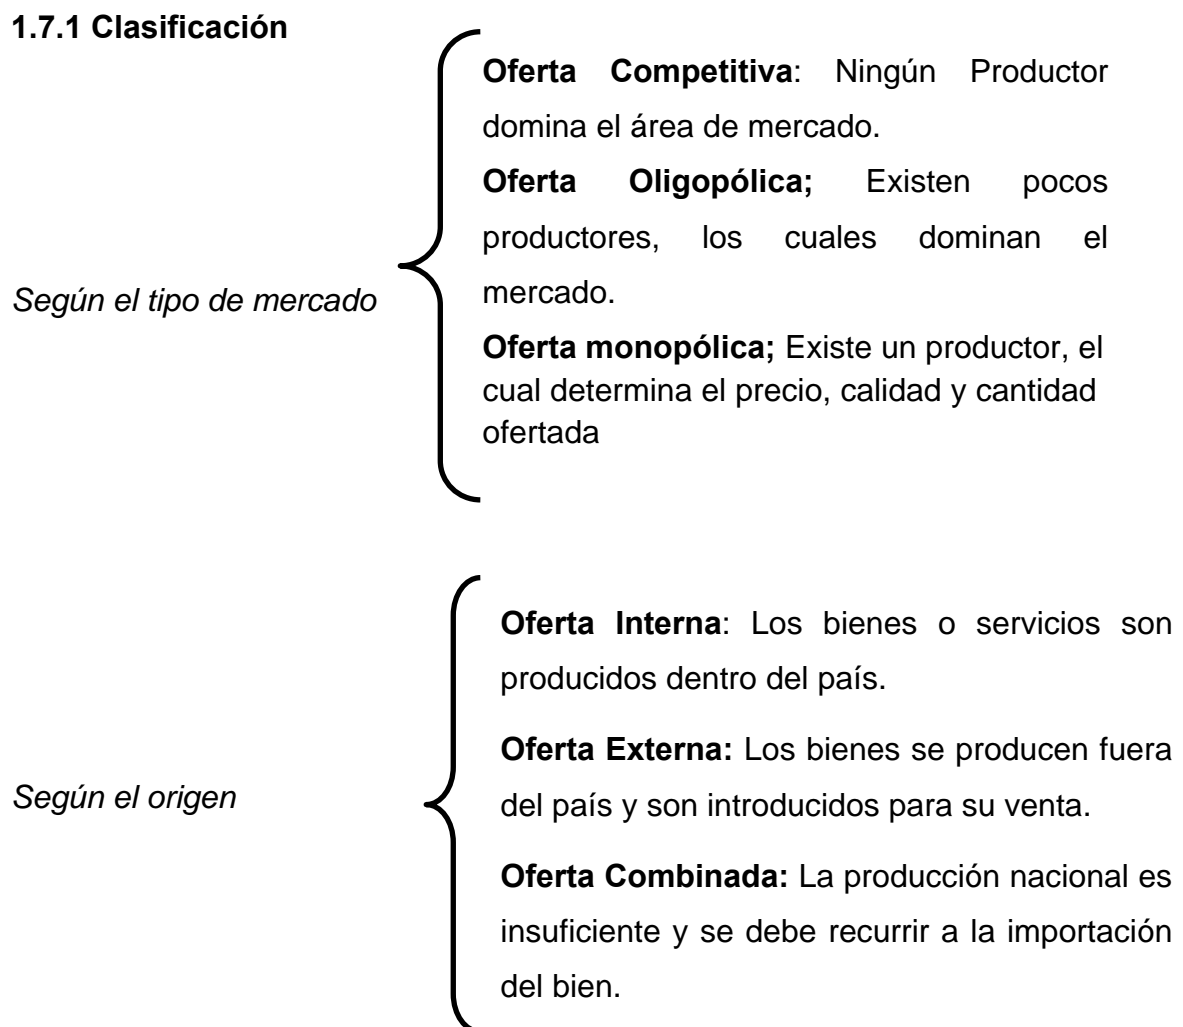 1.7.1 Clasificación
Oferta Competitiva: Ningún Productor
domina el área de mercado.
Oferta Oligopólica; Existen pocos
productores, los cuales dominan el
mercado.
Según el tipo de mercado
Oferta monopólica; Existe un productor, el
cual determina el precio, calidad y cantidad
ofertada
Oferta Interna: Los bienes o servicios son
producidos dentro del país.
Oferta Externa: Los bienes se producen fuera
del país y son introducidos para su venta.
Según el origen
Oferta Combinada: La producción nacional es
insuficiente y se debe recurrir a la importación
del bien.